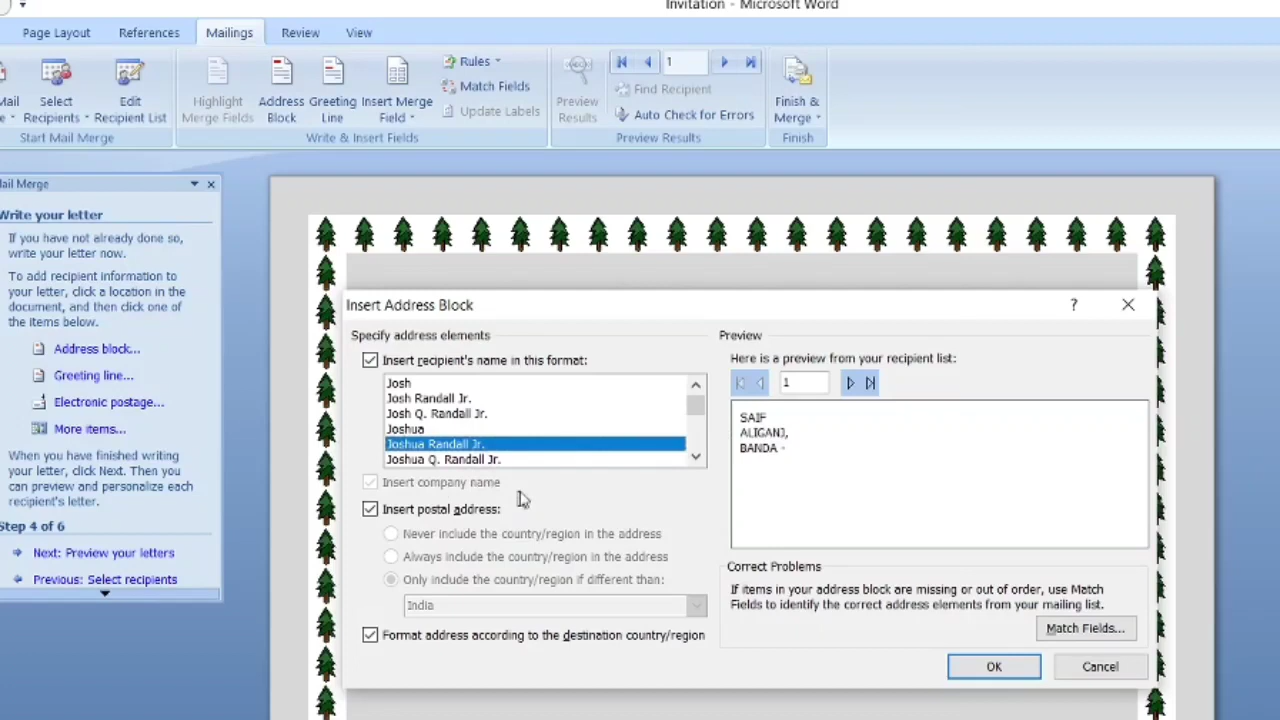 Invitation - Microsoft Word
Page Layout References Mailings Review View
Mail Select Recipients Edit Recipient List
Start Mail Merge
Highlight Merge Fields Address Block Greeting Line Insert Merge Field
Rules
Match Fields
Update Labels
Write & Insert Fields
Preview Results
1
Find Recipient
Auto Check for Errors
Preview Results
Finish & Merge
Finish
ail Merge
Write your letter
If you have not already done so,
write your letter now.
To add recipient information to
your letter, click a location in the
document, and then click one of
the items below.
Address block...
Greeting line...
Electronic postage...
More items...
When you have finished writing
your letter, click Next. Then you
can preview and personalize each
recipient's letter.
Step 4 of 6
Next: Preview your letters
Previous: Select recipients
Insert Address Block
?
Specify address elements
Insert recipient's name in this format:
Josh
Josh Randall Jr.
Josh Q. Randall Jr.
Joshua
Joshua Randall Jr.
Joshua Q. Randall Jr.
Insert company name
Insert postal address:
Never include the country/region in the address
Always include the country/region in the address
Only include the country/region if different than:
India
Format address according to the destination country/region
Preview
Here is a preview from your recipient list:
1
SAIF
ALIGANJ,
BANDA -
Correct Problems
If items in your address block are missing or out of order, use Match
Fields to identify the correct address elements from your mailing list.
Match Fields...
OK Cancel